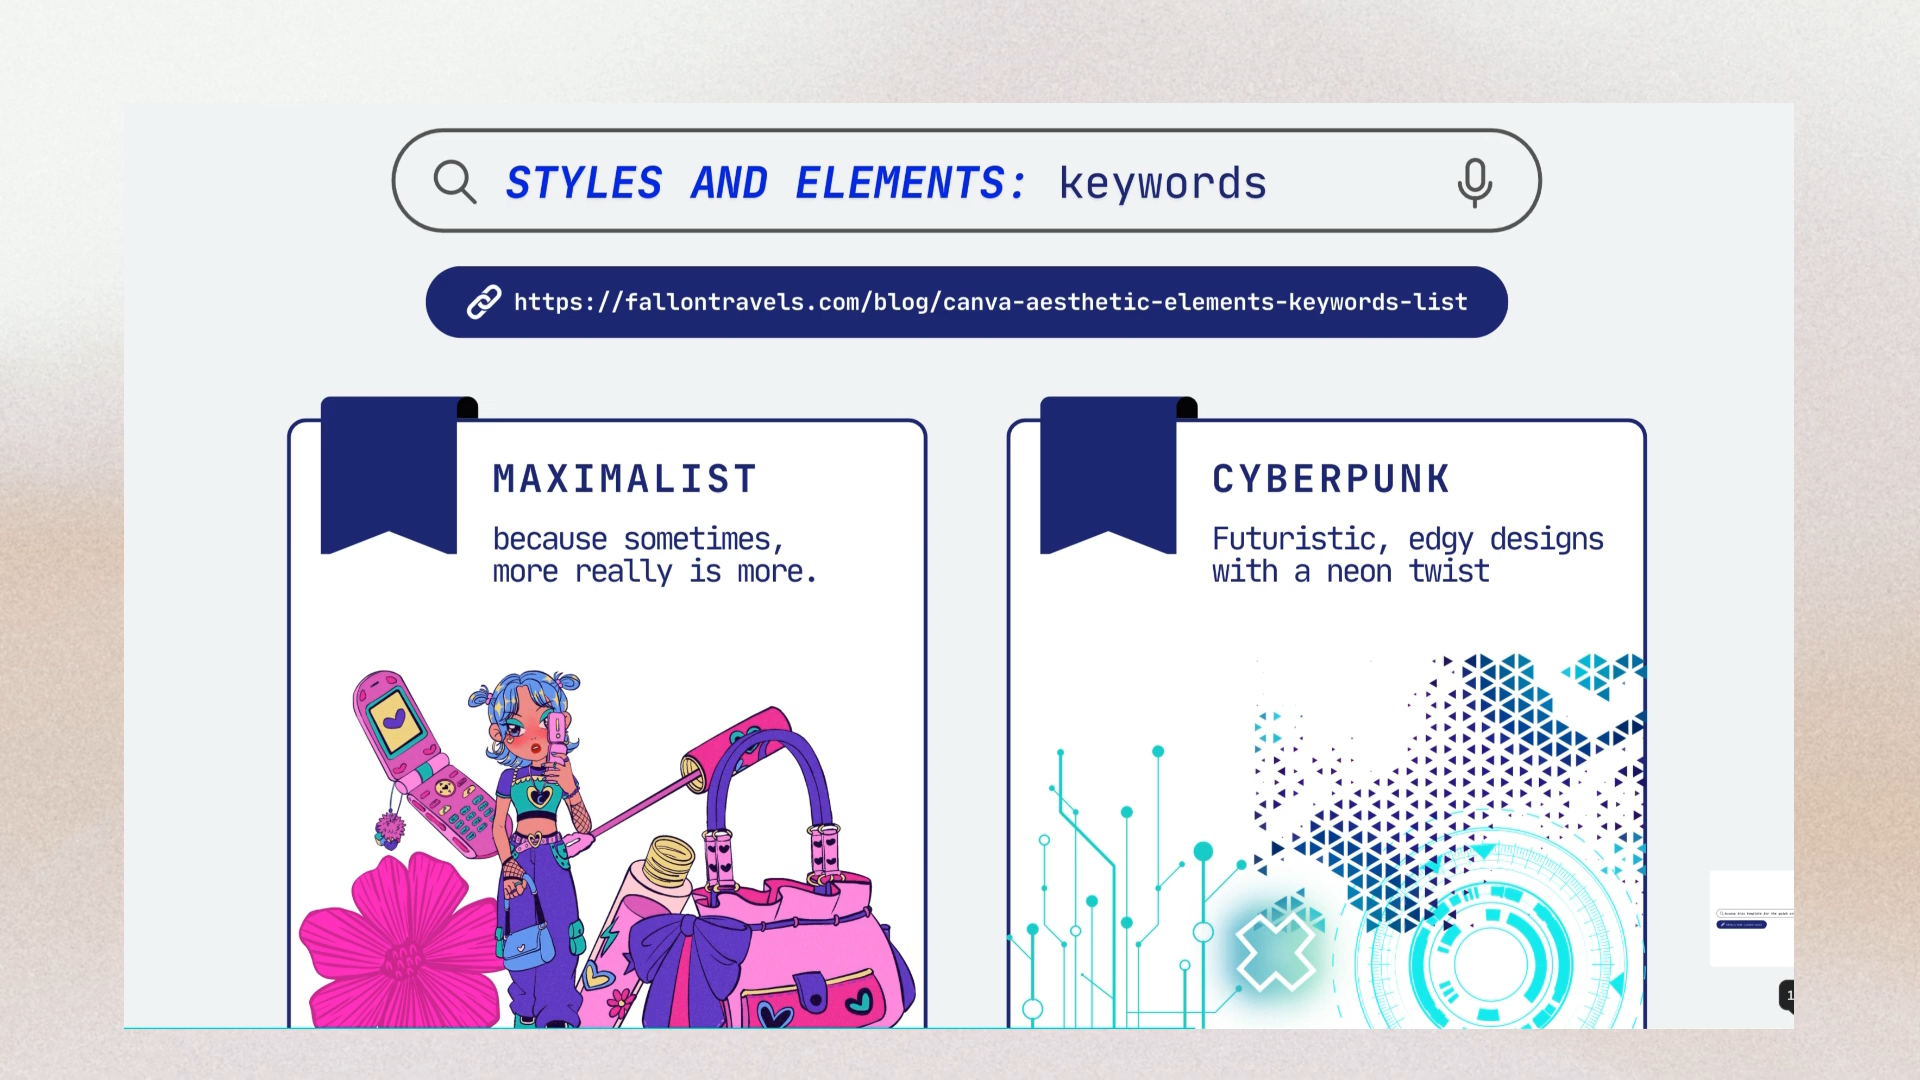 STYLES AND ELEMENTS: keywords
https://fallontravels.com/blog/canva-aesthetic-elements-keywords-list
MAXIMALIST
because sometimes,
more really is more.
CYBERPUNK
Futuristic, edgy designs
with a neon twist
1